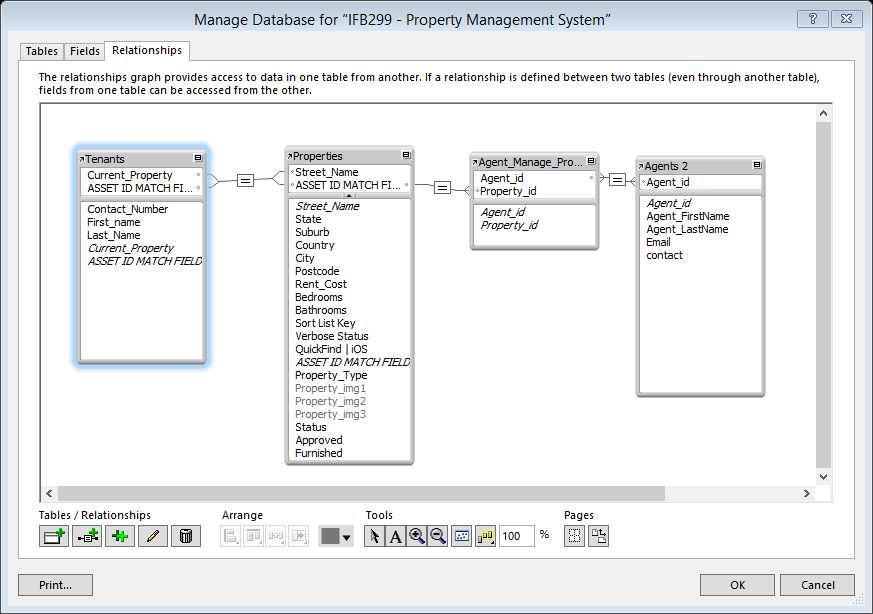 Manage Database for “IFB299 - Property Management System”
?
Tables
Fields
Relationships
The relationships graph provides access to data in one table from another. If a relationship is defined between two tables (even through another table),
fields from one table can be accessed from the other.
Tenants
Current_Property
ASSET ID MATCH FI...
Contact_Number
First_name
Last_Name
Current_Property
ASSET ID MATCH FIELD
=
Properties
Street_Name
ASSET ID MATCH FI...
Street_Name
State
Suburb
Country
City
Postcode
Rent_Cost
Bedrooms
Bathrooms
Sort List Key
Verbose Status
QuickFind | iOS
ASSET ID MATCH FIELD
Property_Type
Property_img1
Property_img2
Property_img3
Status
Approved
Furnished
=
Agent_Manage_Pro...
Agent_id
Property_id
Agent_id
Property_id
=
Agents 2
Agent_id
Agent_id
Agent_FirstName
Agent_LastName
Email
contact
Tables / Relationships
Arrange
Tools
Pages
A
100
%
Print...
OK
Cancel